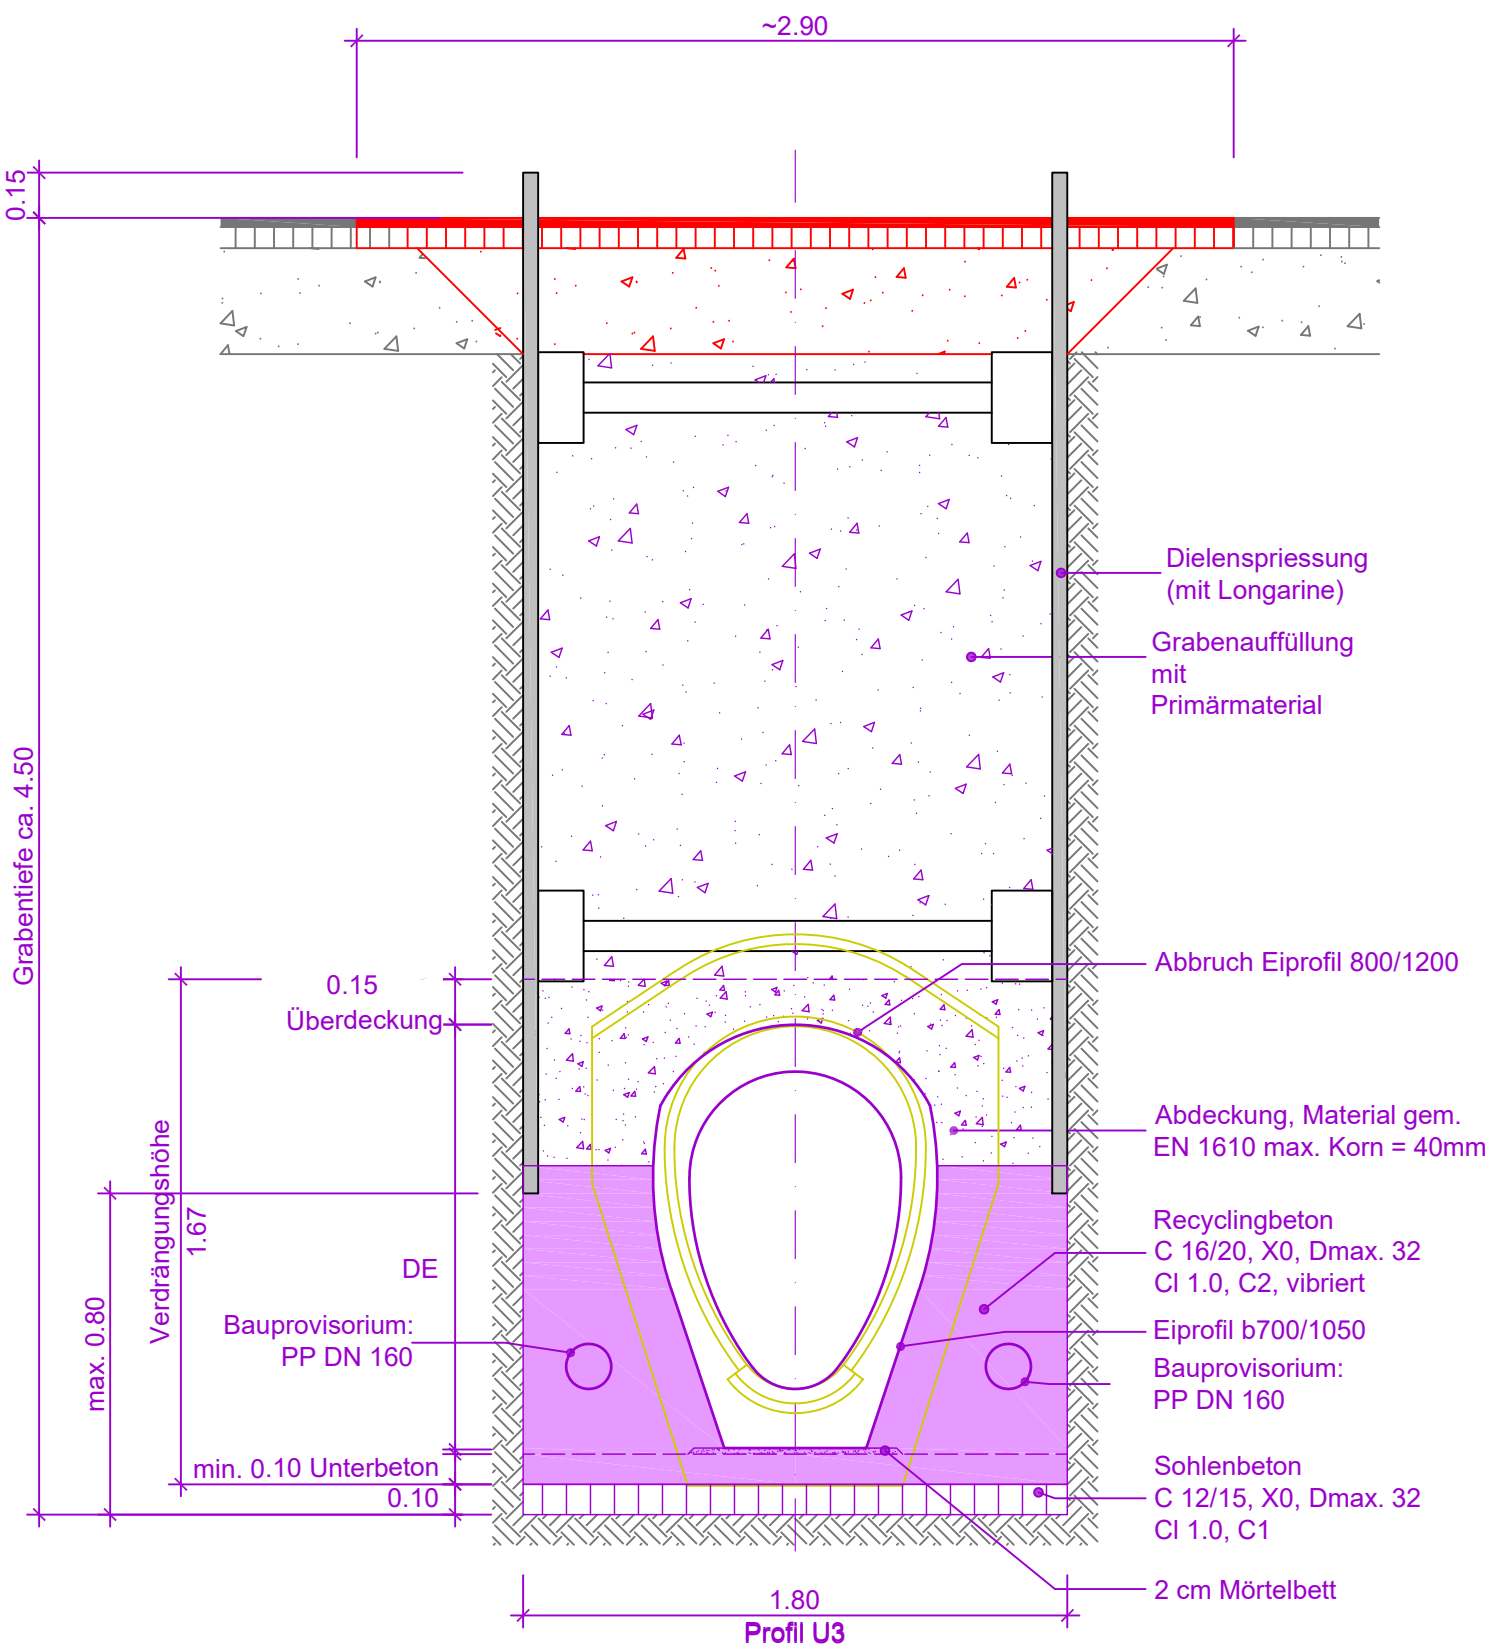 ~2.90
0.15
Dielenspriessung
(mit Longarine)
Grabenauffüllung
mit
Primärmaterial
Grabentiefe ca. 4.50
Abbruch Eiprofil 800/1200
0.15
Überdeckung
Abdeckung, Material gem.
EN 1610 max. Korn = 40mm
Verdrängungshöhe
1.67
Recyclingbeton
C 16/20, X0, Dmax. 32
Cl 1.0, C2, vibriert
DE
max. 0.80
Bauprovisorium:
PP DN 160
Eiprofil b700/1050
Bauprovisorium:
PP DN 160
min. 0.10 Unterbeton
0.10
Sohlenbeton
C 12/15, X0, Dmax. 32
Cl 1.0, C1
2 cm Mörtelbett
1.80
Profil U3